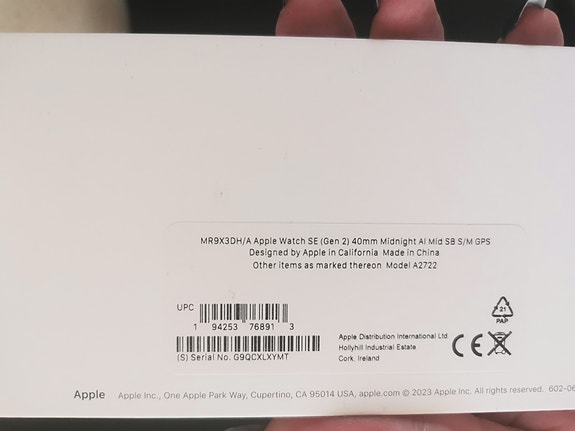 MR9X3DH/A Apple Watch SE (Gen 2) 40mm Midnight Al Mid SB S/M GPS
Designed by Apple in California Made in China
Other items as marked thereon Model A2722
UPC
1 94253 76891 3
(S) Serial No. G9QCXLXYMT
Apple Distribution International Ltd
Hollyhill Industrial Estate
Cork, Ireland
CE
21
PAP
Apple Apple Inc., One Apple Park Way, Cupertino, CA 95014 USA, apple.com © 2023 Apple Inc. All rights reserved.